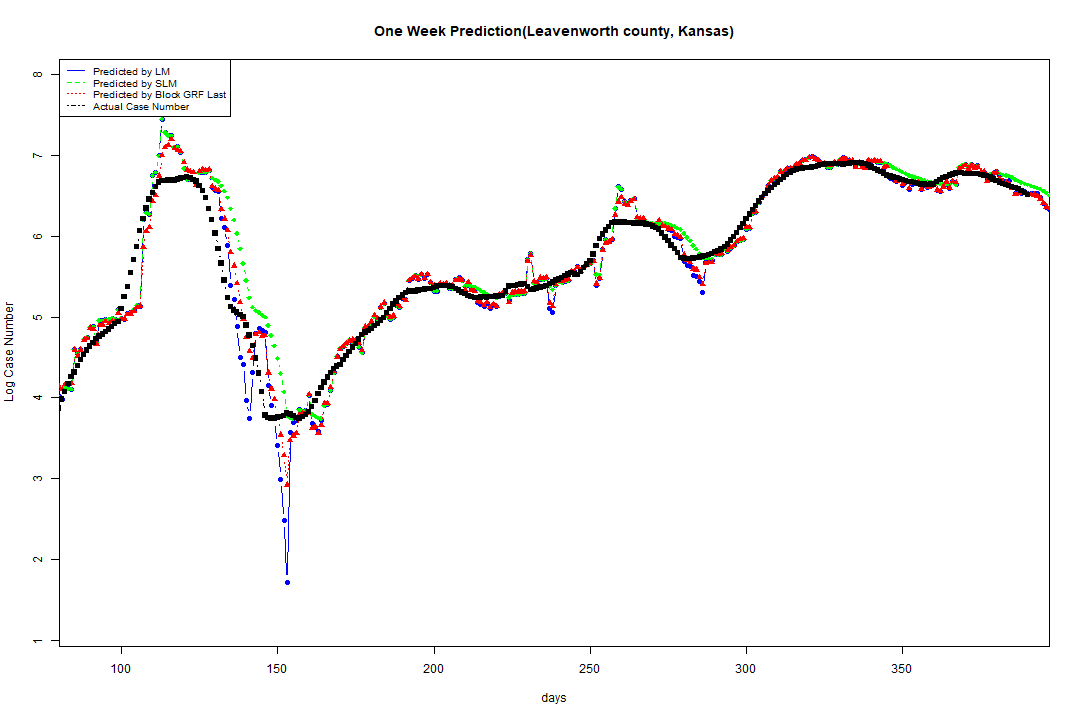 One Week Prediction(Leavenworth county, Kansas)
Predicted by LM
Predicted by SLM
Predicted by Block GRF Last
Actual Case Number
8
7
6
5
4
3
2
1
Log Case Number
100 150 200 250 300 350
days